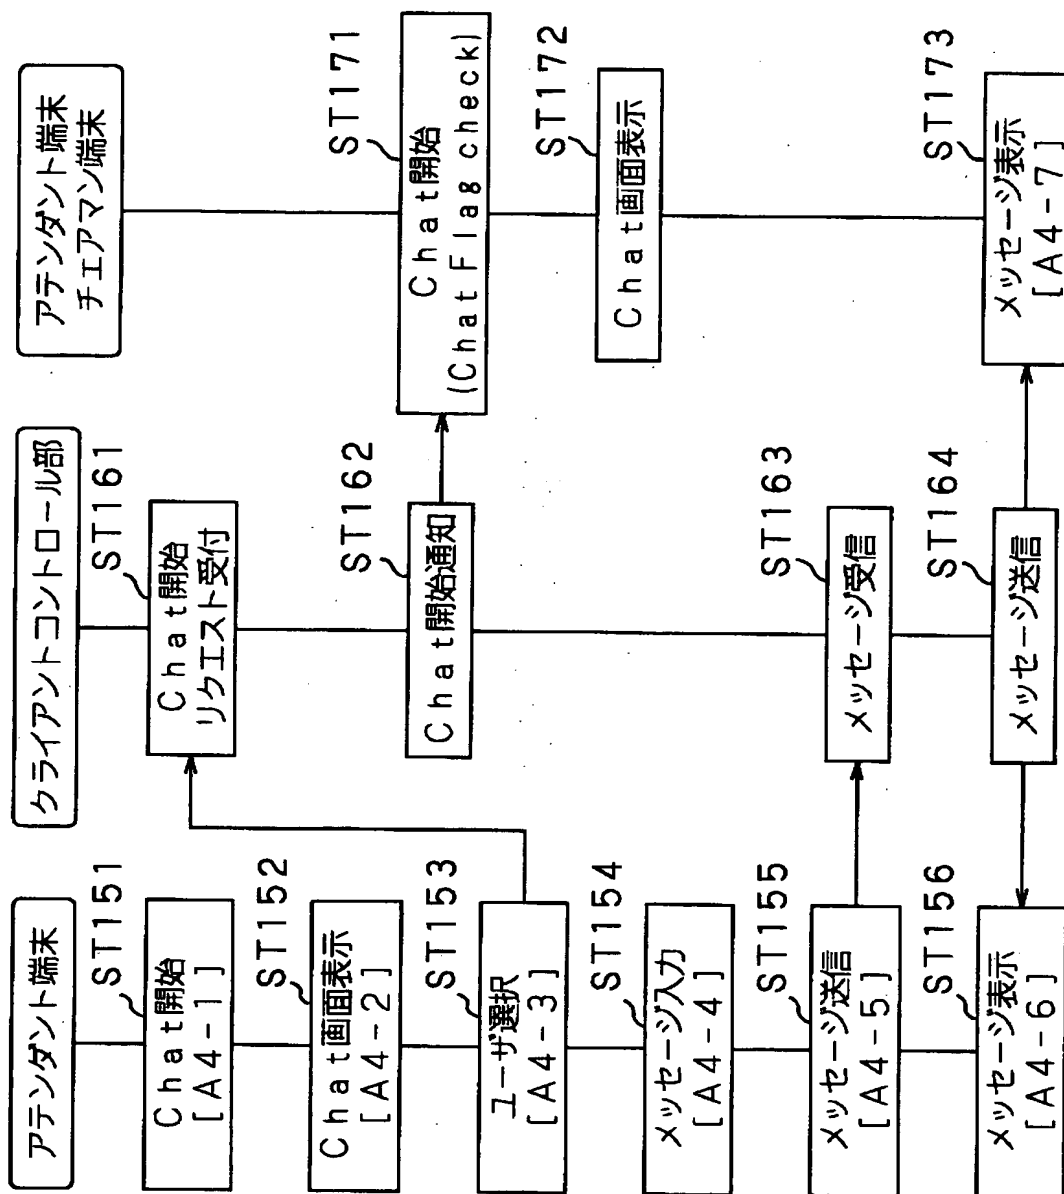 アテンダント端末
ST151
Chat開始
[A4-1]
ST152
Chat画面表示
[A4-2]
ST153
ユーザ選択
[A4-3]
ST154
メッセージ入力
[A4-4]
ST155
メッセージ送信
[A4-5]
ST156
メッセージ表示
[A4-6]
クライアントコントロール部
ST161
Chat開始
リクエスト受付
ST162
Chat開始通知
ST163
メッセージ受信
ST164
メッセージ送信
アテンダント端末
チェアマン端末
ST171
Chat開始
(Chat Flag check)
ST172
Chat画面表示
ST173
メッセージ表示
[A4-7]